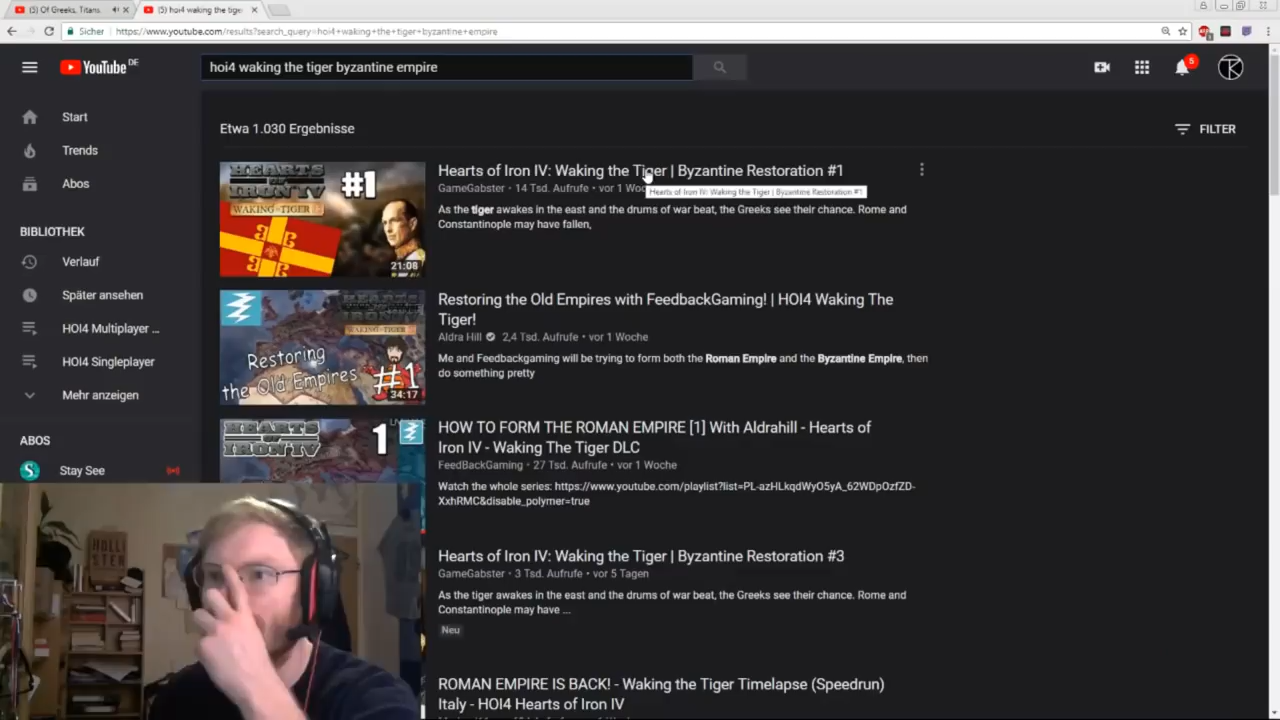 (5) Of Greeks, Titans.
(5) hoi4 waking the tige
Sicher
https://www.youtube.com/results?search_query=hoi4+waking+the+tiger+byzantine+empire
YouTube DE
hoi4 waking the tiger byzantine empire
5
Start
Trends
Abos
BIBLIOTHEK
Verlauf
Später ansehen
HOI4 Multiplayer ...
HOI4 Singleplayer
Mehr anzeigen
ABOS
Stay See
Etwa 1.030 Ergebnisse
FILTER
HEARTS
OF IRON IV
WAKING THE TIGER
#1
21:08
Hearts of Iron IV: Waking the Tiger | Byzantine Restoration #1
GameGabster · 14 Tsd. Aufrufe · vor 1 Woc
Hearts of Iron IV: Waking the Tiger | Byzantine Restoration #1
As the tiger awakes in the east and the drums of war beat, the Greeks see their chance. Rome and
Constantinople may have fallen,
Restoring
the Old Empires
#1
34:17
Restoring the Old Empires with FeedbackGaming! | HOI4 Waking The
Tiger!
Aldra Hill
2,4 Tsd. Aufrufe · vor 1 Woche
Me and Feedbackgaming will be trying to form both the Roman Empire and the Byzantine Empire, then
do something pretty
HEARTS
OF IRON IV
1
HOW TO FORM THE ROMAN EMPIRE [1] With Aldrahill - Hearts of
Iron IV - Waking The Tiger DLC
FeedBackGaming · 27 Tsd. Aufrufe · vor 1 Woche
Watch the whole series: https://www.youtube.com/playlist?list=PL-azHLkqdWyO5yA_62WDpOzfZD-
XxhRMC&disable_polymer=true
Hearts of Iron IV: Waking the Tiger | Byzantine Restoration #3
GameGabster · 3 Tsd. Aufrufe · vor 5 Tagen
As the tiger awakes in the east and the drums of war beat, the Greeks see their chance. Rome and
Constantinople may have ...
Neu
ROMAN EMPIRE IS BACK! - Waking the Tiger Timelapse (Speedrun)
Italy - HOI4 Hearts of Iron IV
HOLLI
STER